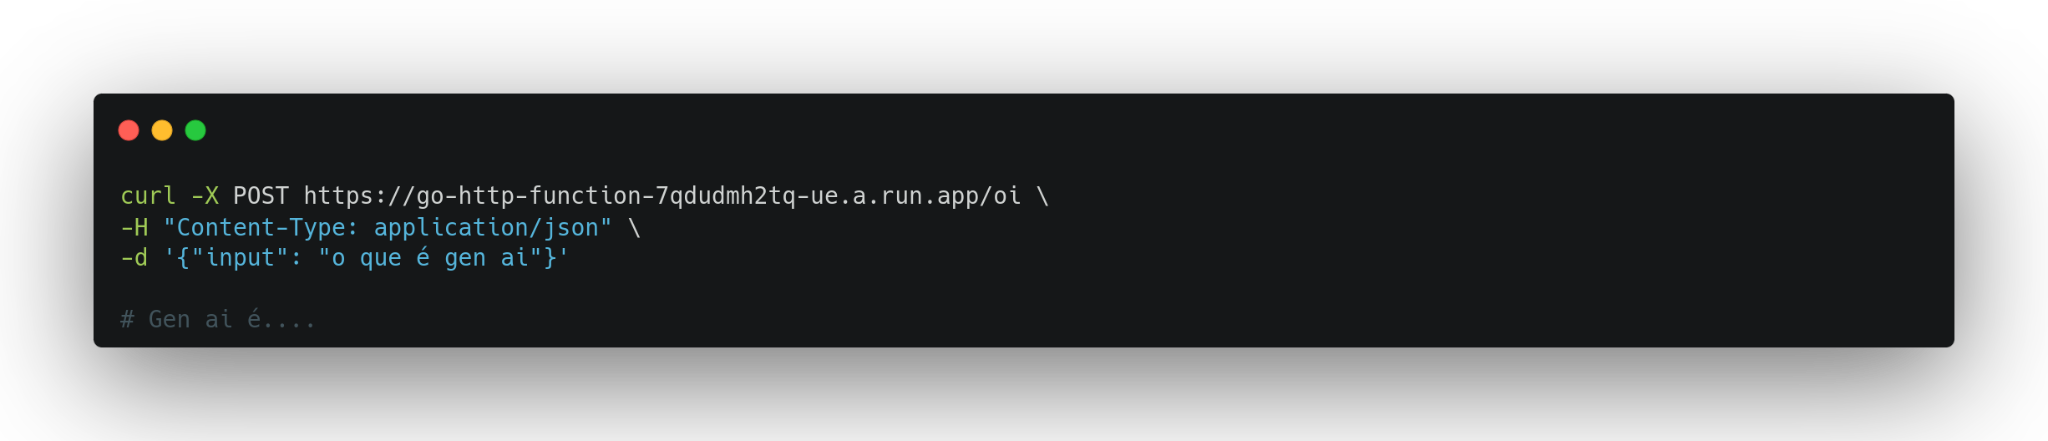 curl -X POST https://go-http-function-7qdudmh2tq-ue.a.run.app/oi \
-H "Content-Type: application/json" \
-d '{"input": "o que é gen ai"}'
# Gen ai é....